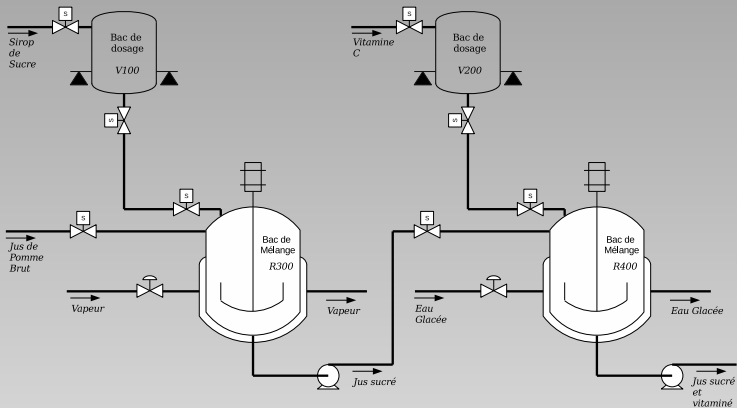 S
Sirop
de
Sucre
Bac de
dosage
V100
S
S
S
Jus de
Pomme
Brut
Bac de
Mélange
R300
Vapeur
Vapeur
Jus sucré
S
Vitamine
C
Bac de
dosage
V200
S
S
S
Bac de
Mélange
R400
Eau
Glacée
Eau Glacée
Jus sucré
et
vitaminé